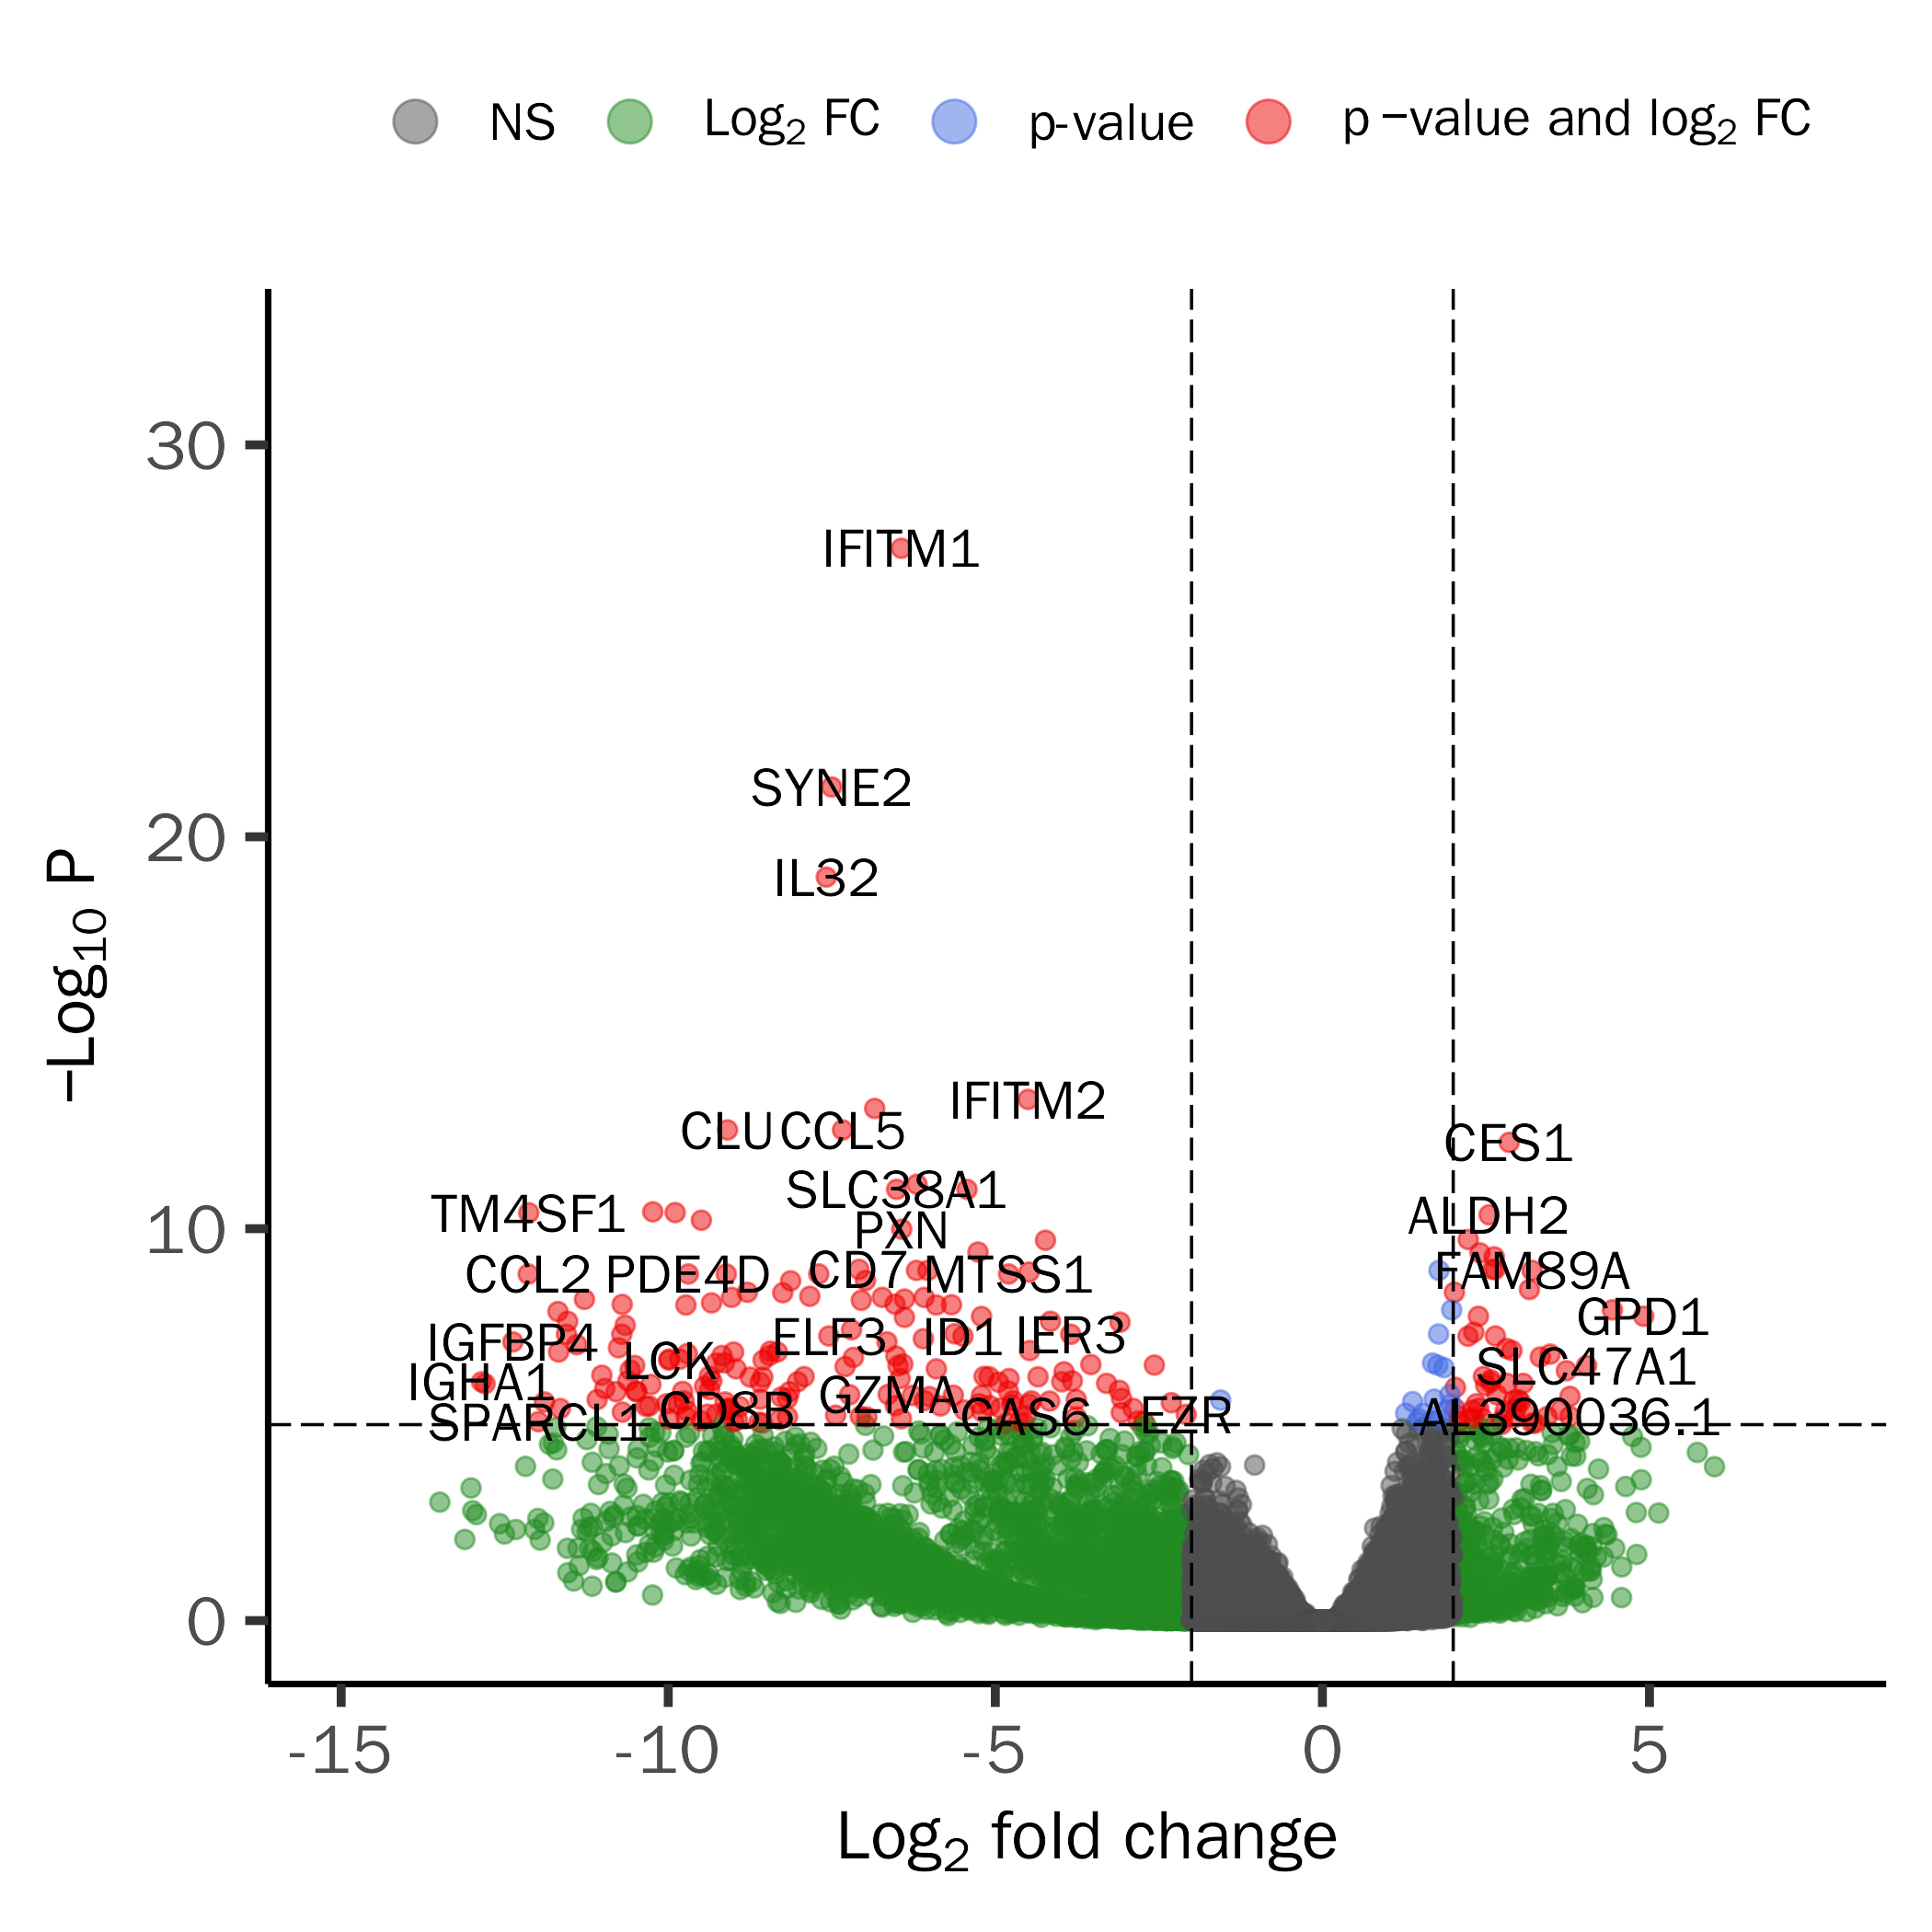 NS Log2 FC p-value p −value and log2 FC
30
IFITM1
SYNE2
20
IL32
IFITM2
CLU CCL5
CES1
SLC38A1
TM4SF1
ALDH2
10
PXN
CCL2 PDE4D CD7 MTSS1
FAM89A
GPD1
IGFBP4 ELF3 ID1 IER3
LCK
SLC47A1
IGHA1
GZMA
CD8B
GAS6 EZR AL390036.1
SPARCL1
0
−Log10 P
-15 -10 -5 0 5
Log2 fold change